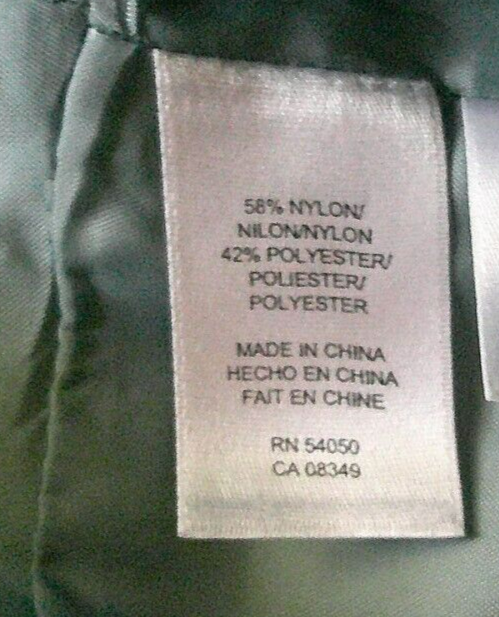 58% NYLON/
NILON/NYLON
42% POLYESTER/
POLIESTER/
POLYESTER
MADE IN CHINA
HECHO EN CHINA
FAIT EN CHINE
RN 54050
CA 08349